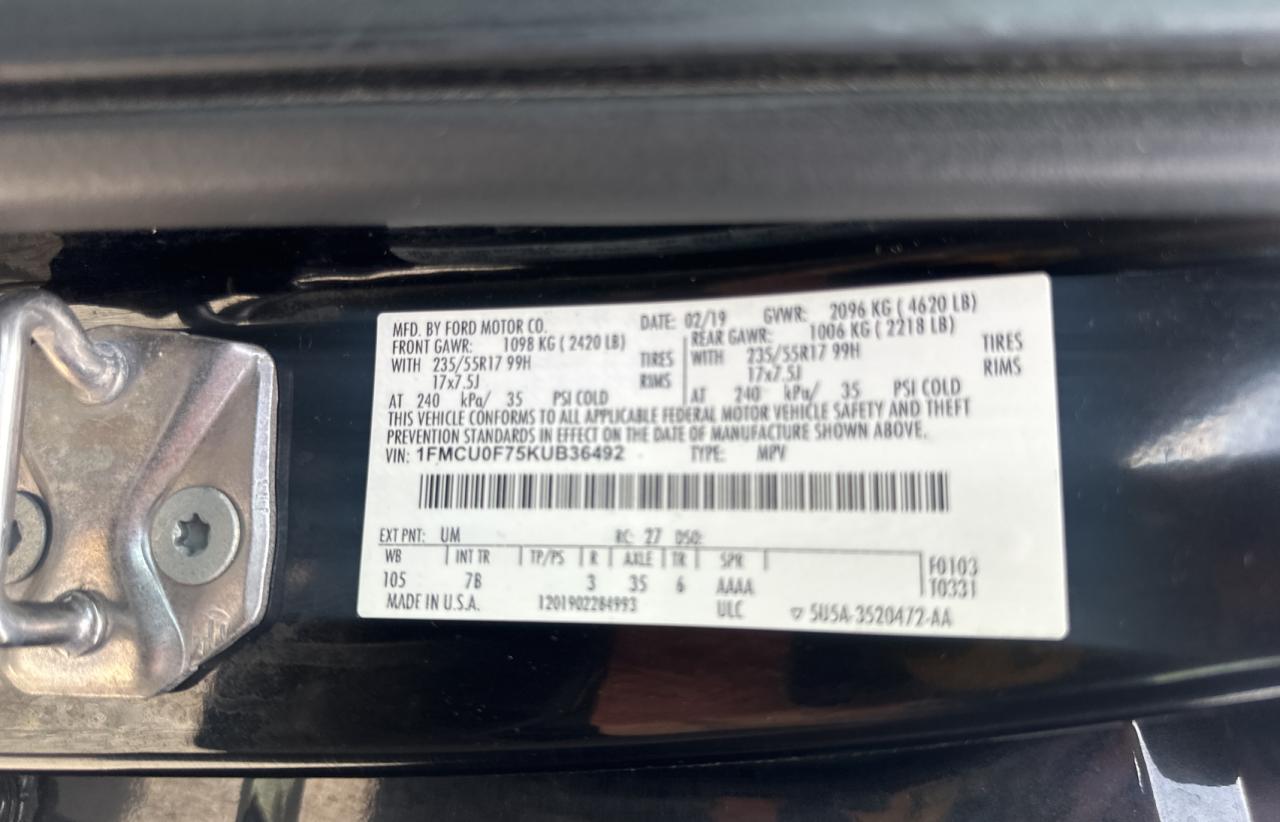 MFD. BY FORD MOTOR CO. DATE: 02/19 GVWR: 2096 KG ( 4620 LB)
FRONT GAWR: 1098 KG ( 2420 LB) REAR GAWR: 1006 KG ( 2218 LB)
WITH 235/55R17 99H TIRES WITH 235/55R17 99H TIRES
17x7.5J RIMS 17x7.5J RIMS
AT 240 kPa/ 35 PSI COLD AT 240 kPa/ 35 PSI COLD
THIS VEHICLE CONFORMS TO ALL APPLICABLE FEDERAL MOTOR VEHICLE SAFETY AND THEFT
PREVENTION STANDARDS IN EFFECT ON THE DATE OF MANUFACTURE SHOWN ABOVE.
VIN: 1FMCU0F75KUB36492 TYPE: MPV
EXT PNT: UM RC: 27 DSO:
WB INT TR TP/PS R AXLE TR SPR F0103
105 7B 3 35 6 AAAA T0331
MADE IN U.S.A. 1201902284993 ULC 5U5A-3520472-AA